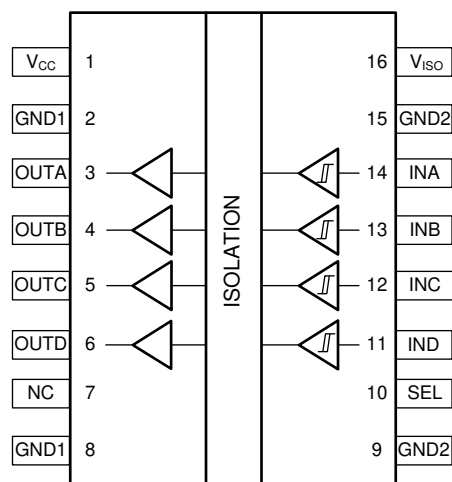 VCC 1 16 VISO
GND1 2 15 GND2
OUTA 3 14 INA
OUTB 4 13 INB
ISOLATION
OUTC 5 12 INC
OUTD 6 11 IND
NC 7 10 SEL
GND1 8 9 GND2